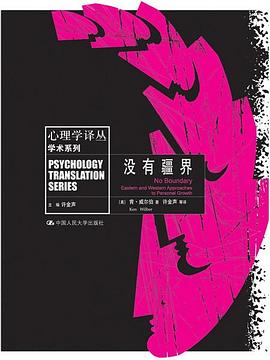 心理学译丛
学术系列
PSYCHOLOGY
TRANSLATION
SERIES
主编 许金声
中国人民大学出版社
没有疆界
No Boundary
Eastern and Western Approaches
to Personal Growth
[美] 肯·威尔伯 著 许金声 等译
Ken Wilber